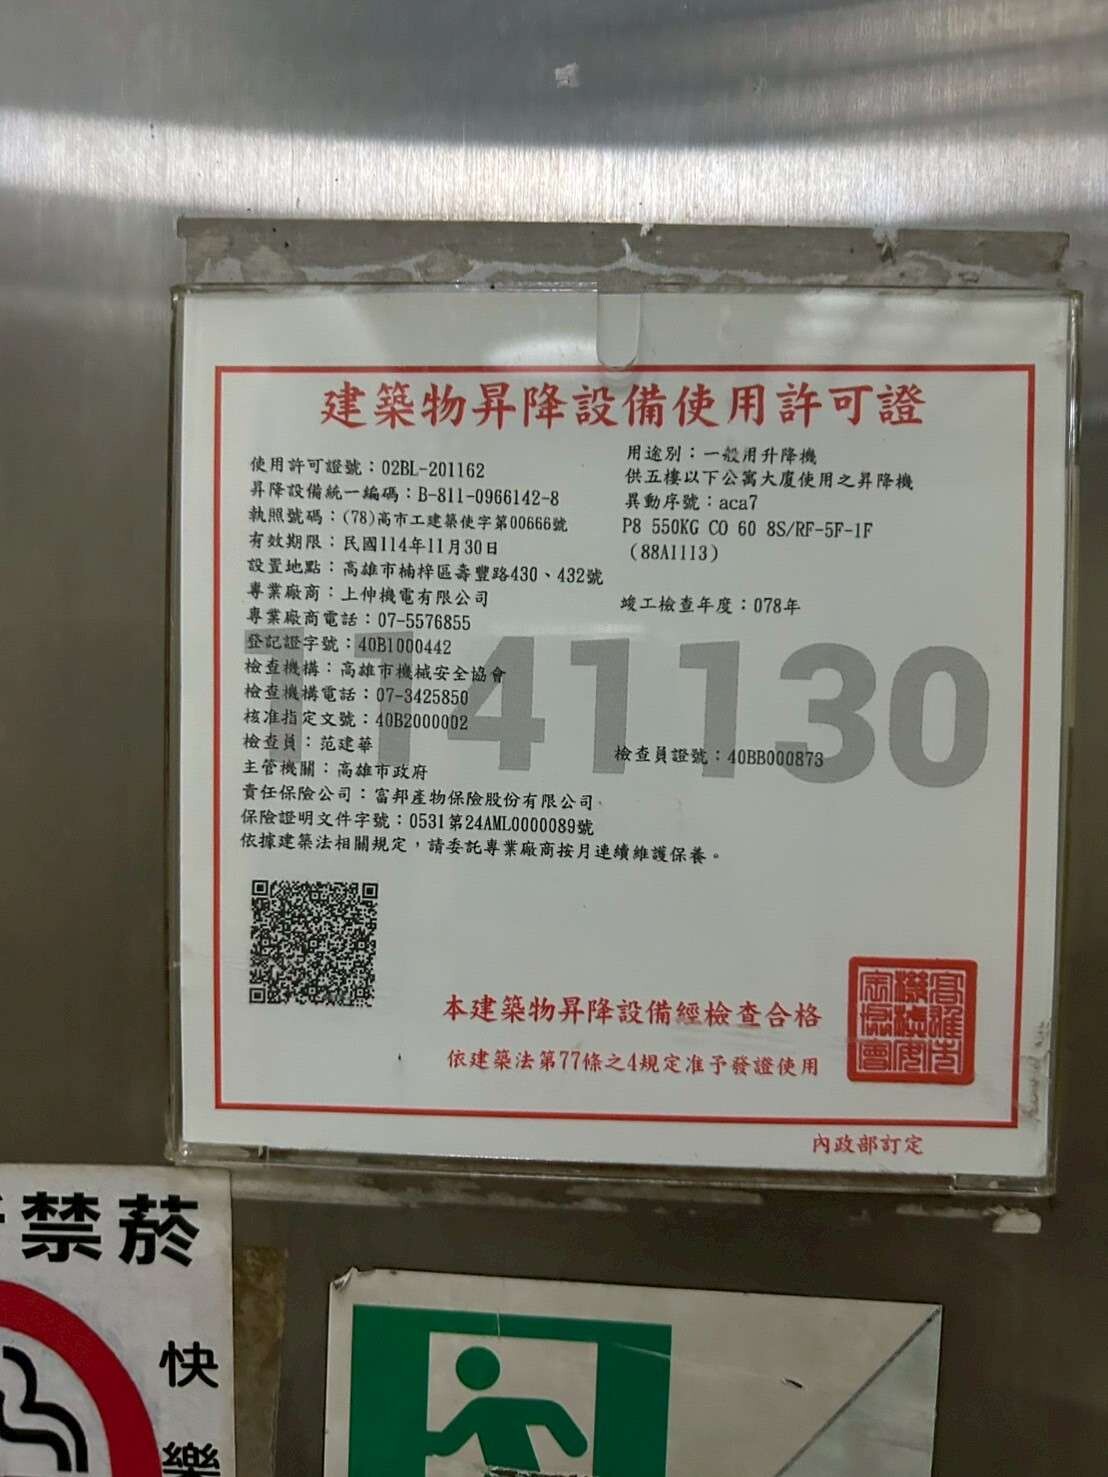 建築物昇降設備使用許可證
使用許可證號：02BL-201162
昇降設備統一編碼：B-811-0966142-8
執照號碼：(78)高市工建築使字第00666號
有效期限：民國114年11月30日
設置地點：高雄市楠梓區壽豐路430、432號
專業廠商：上伸機電有限公司
專業廠商電話：07-5576855
登記證字號：40B1000442
檢查機構：高雄市機械安全協會
檢查機構電話：07-3425850
核准指定文號：40B2000002
檢查員：范建華
主管機關：高雄市政府
責任保險公司：富邦產物保險股份有限公司
保險證明文件字號：0531第24AML0000089號
依據建築法相關規定，請委託專業廠商按月連續維護保養。
用途別：一般用升降機
供五樓以下公寓大廈使用之昇降機
異動序號：aca7
P8 550KG CO 60 8S/RF-5F-1F
(88A1113)
竣工檢查年度：078年
檢查員證號：40BB000873
1141130
本建築物昇降設備經檢查合格
依建築法第77條之4規定准予發證使用
高雄市
機械安
全協會
內政部訂定
禁菸
快
樂